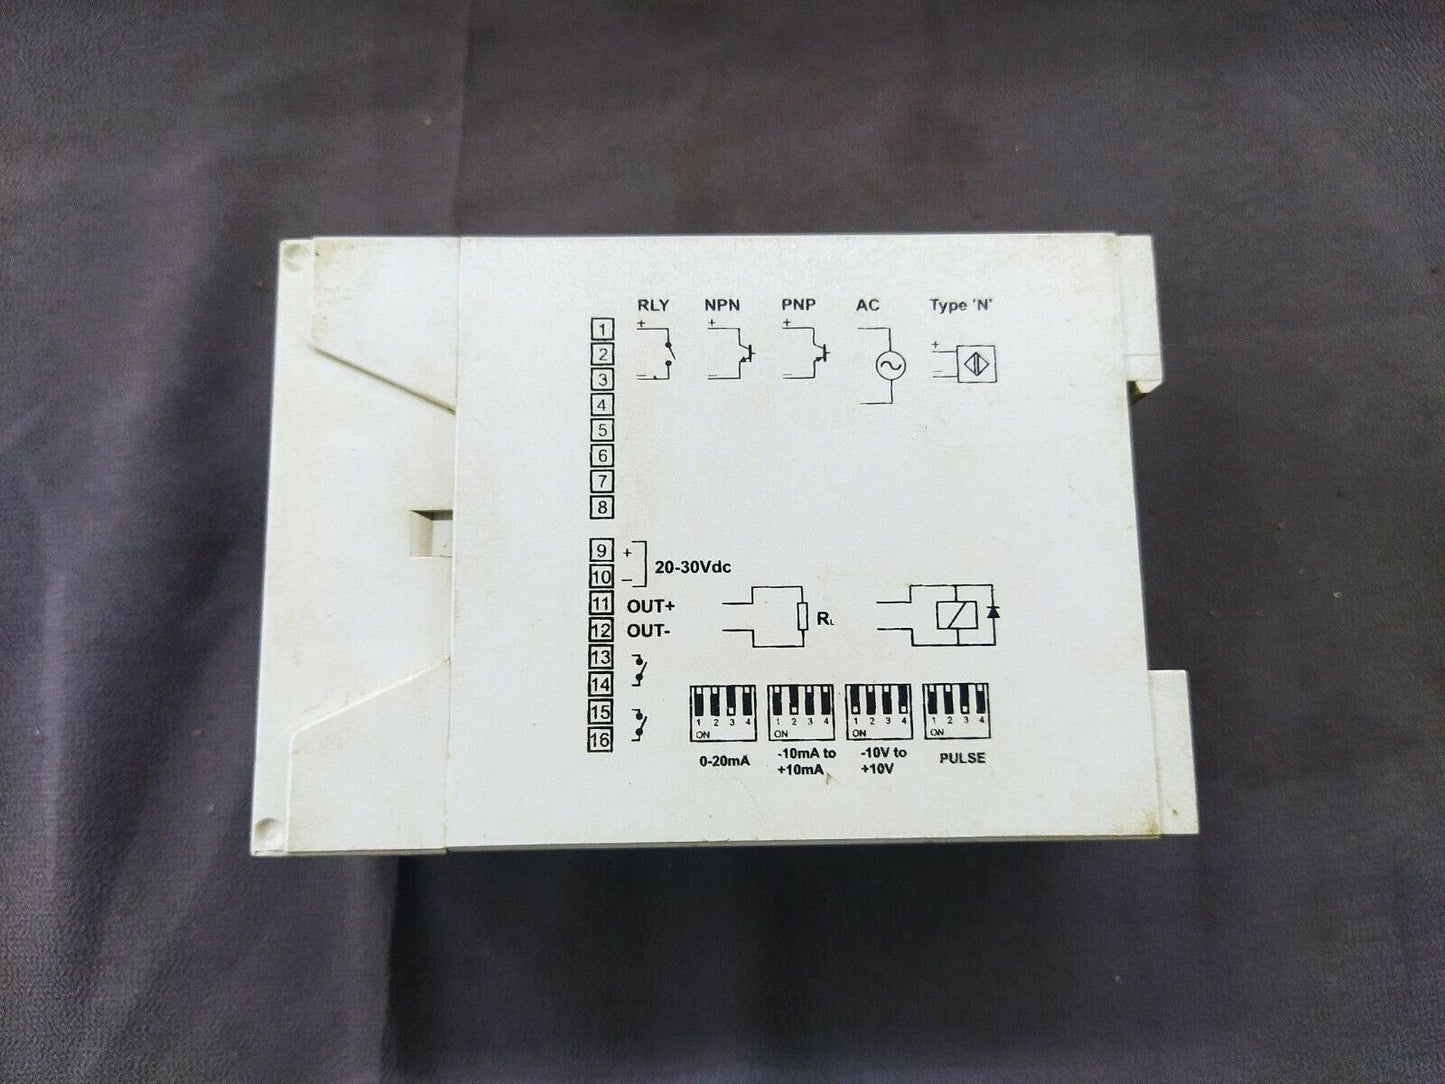 RLY NPN PNP AC Type 'N'
1 + + + +
2
3 – – – –
4
5
6
7
8
9 +
10 – 20-30Vdc
11 OUT+
12 OUT- RL
13
14
15
16
1 2 3 4 1 2 3 4 1 2 3 4 1 2 3 4
ON ON ON ON
0-20mA -10mA to -10V to PULSE
+10mA +10V